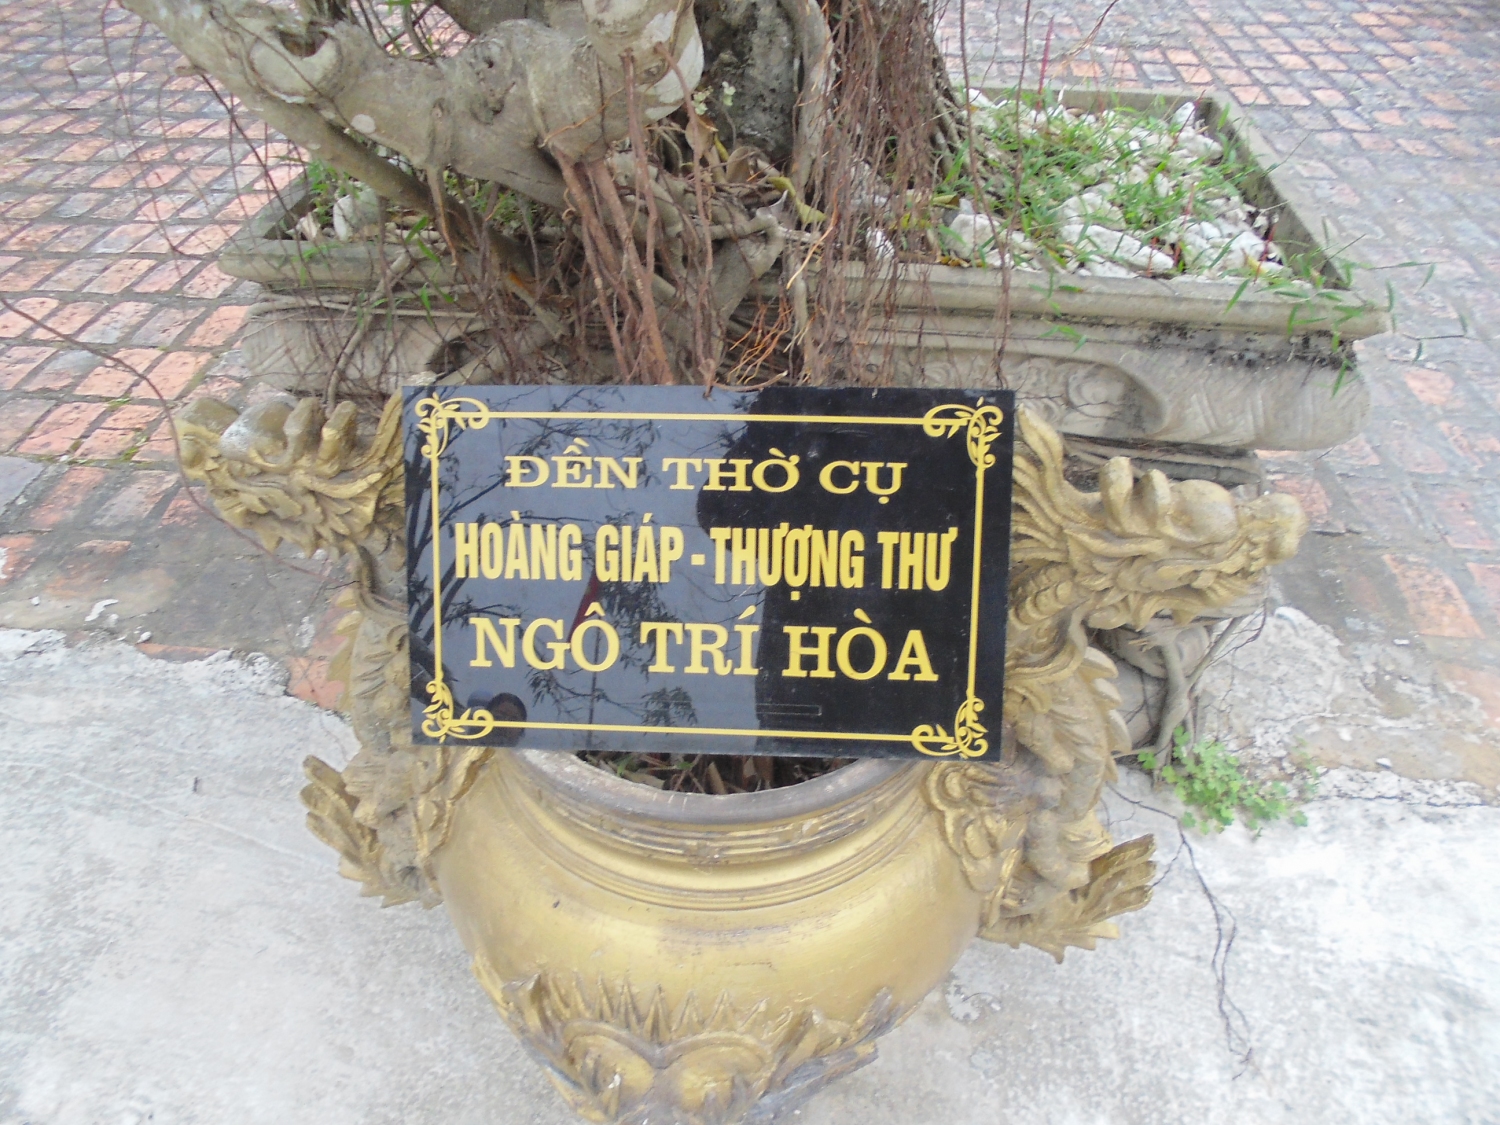 ĐỀN THỜ CỤ
HOÀNG GIÁP - THƯỢNG THƯ
NGÔ TRÍ HÒA